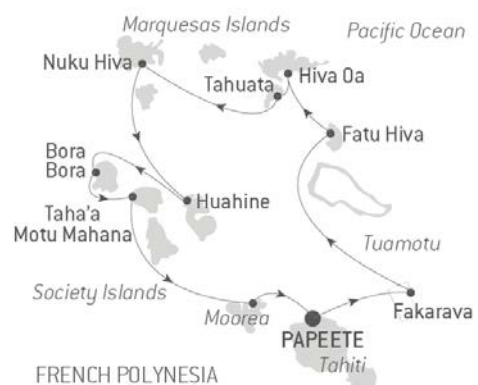 Marquesas Islands
Pacific Ocean
Nuku Hiva
Hiva Oa
Tahuata
Fatu Hiva
Bora
Bora
Huahine
Taha'a
Motu Mahana
Tuamotu
Society Islands
Moorea
Fakarava
PAPEETE
Tahiti
FRENCH POLYNESIA